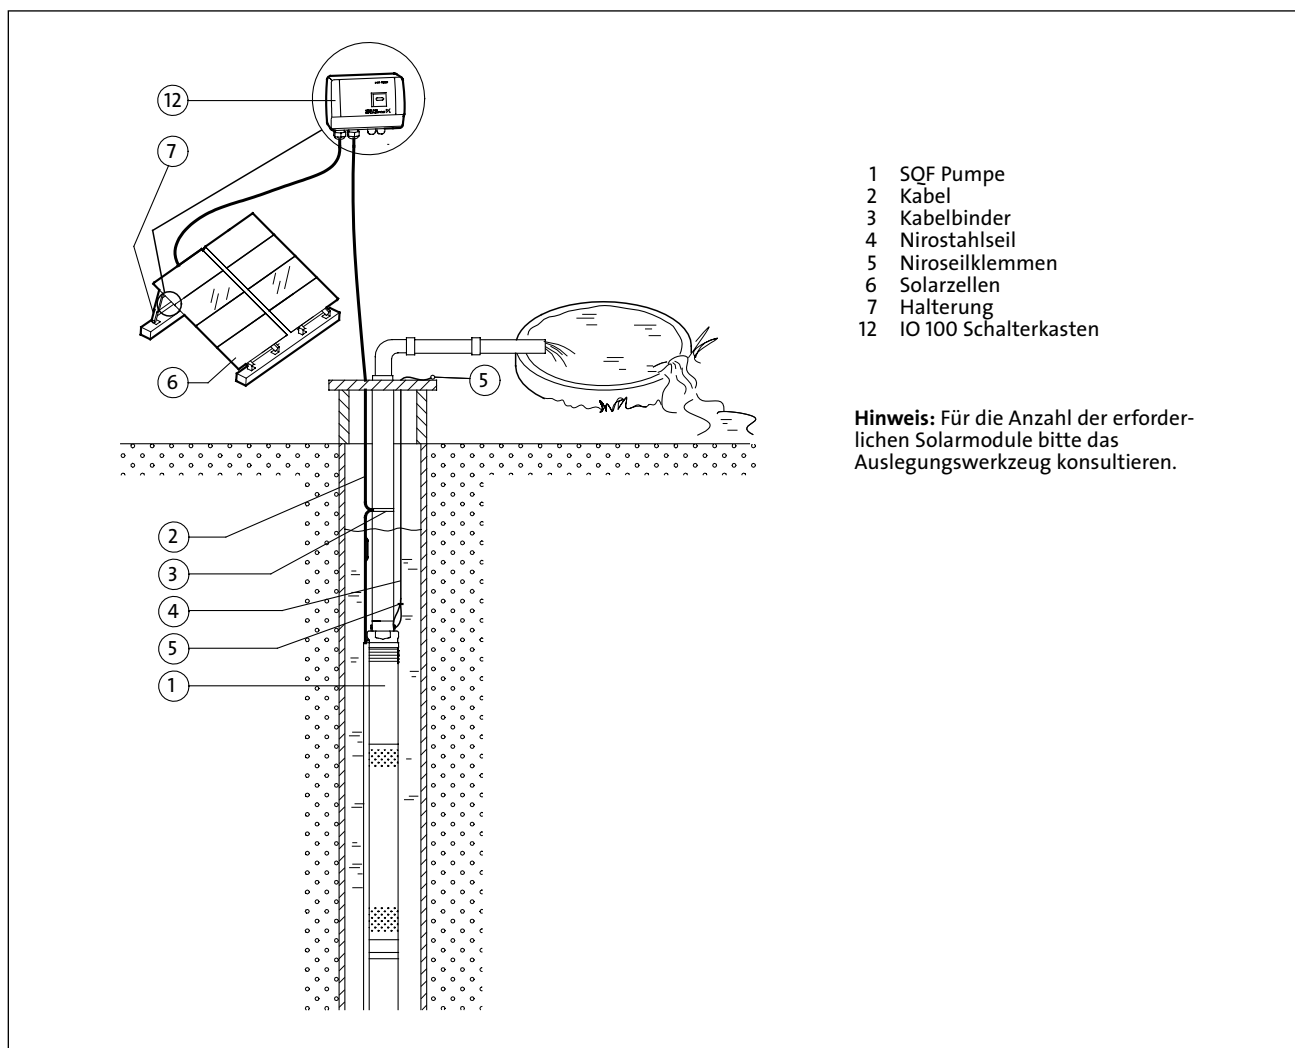 12
7
6
5
2
3
4
5
1
1 SQF Pumpe
2 Kabel
3 Kabelbinder
4 Nirostahlseil
5 Niroseilklemmen
6 Solarzellen
7 Halterung
12 IO 100 Schalterkasten
Hinweis: Für die Anzahl der erforder-
lichen Solarmodule bitte das
Auslegungswerkzeug konsultieren.